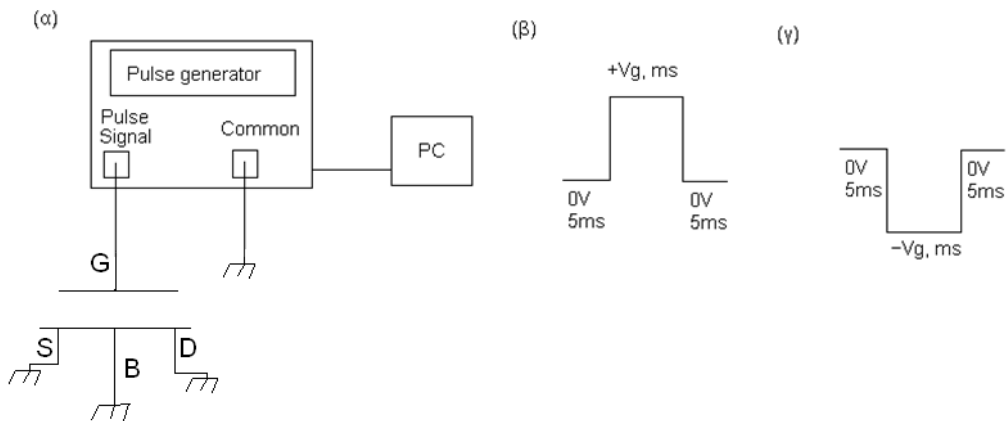 (α)
Pulse generator
Pulse
Signal
Common
PC
G
S
B
D
(β)
+Vg, ms
0V
5ms
0V
5ms
(γ)
0V
5ms
0V
5ms
−Vg, ms